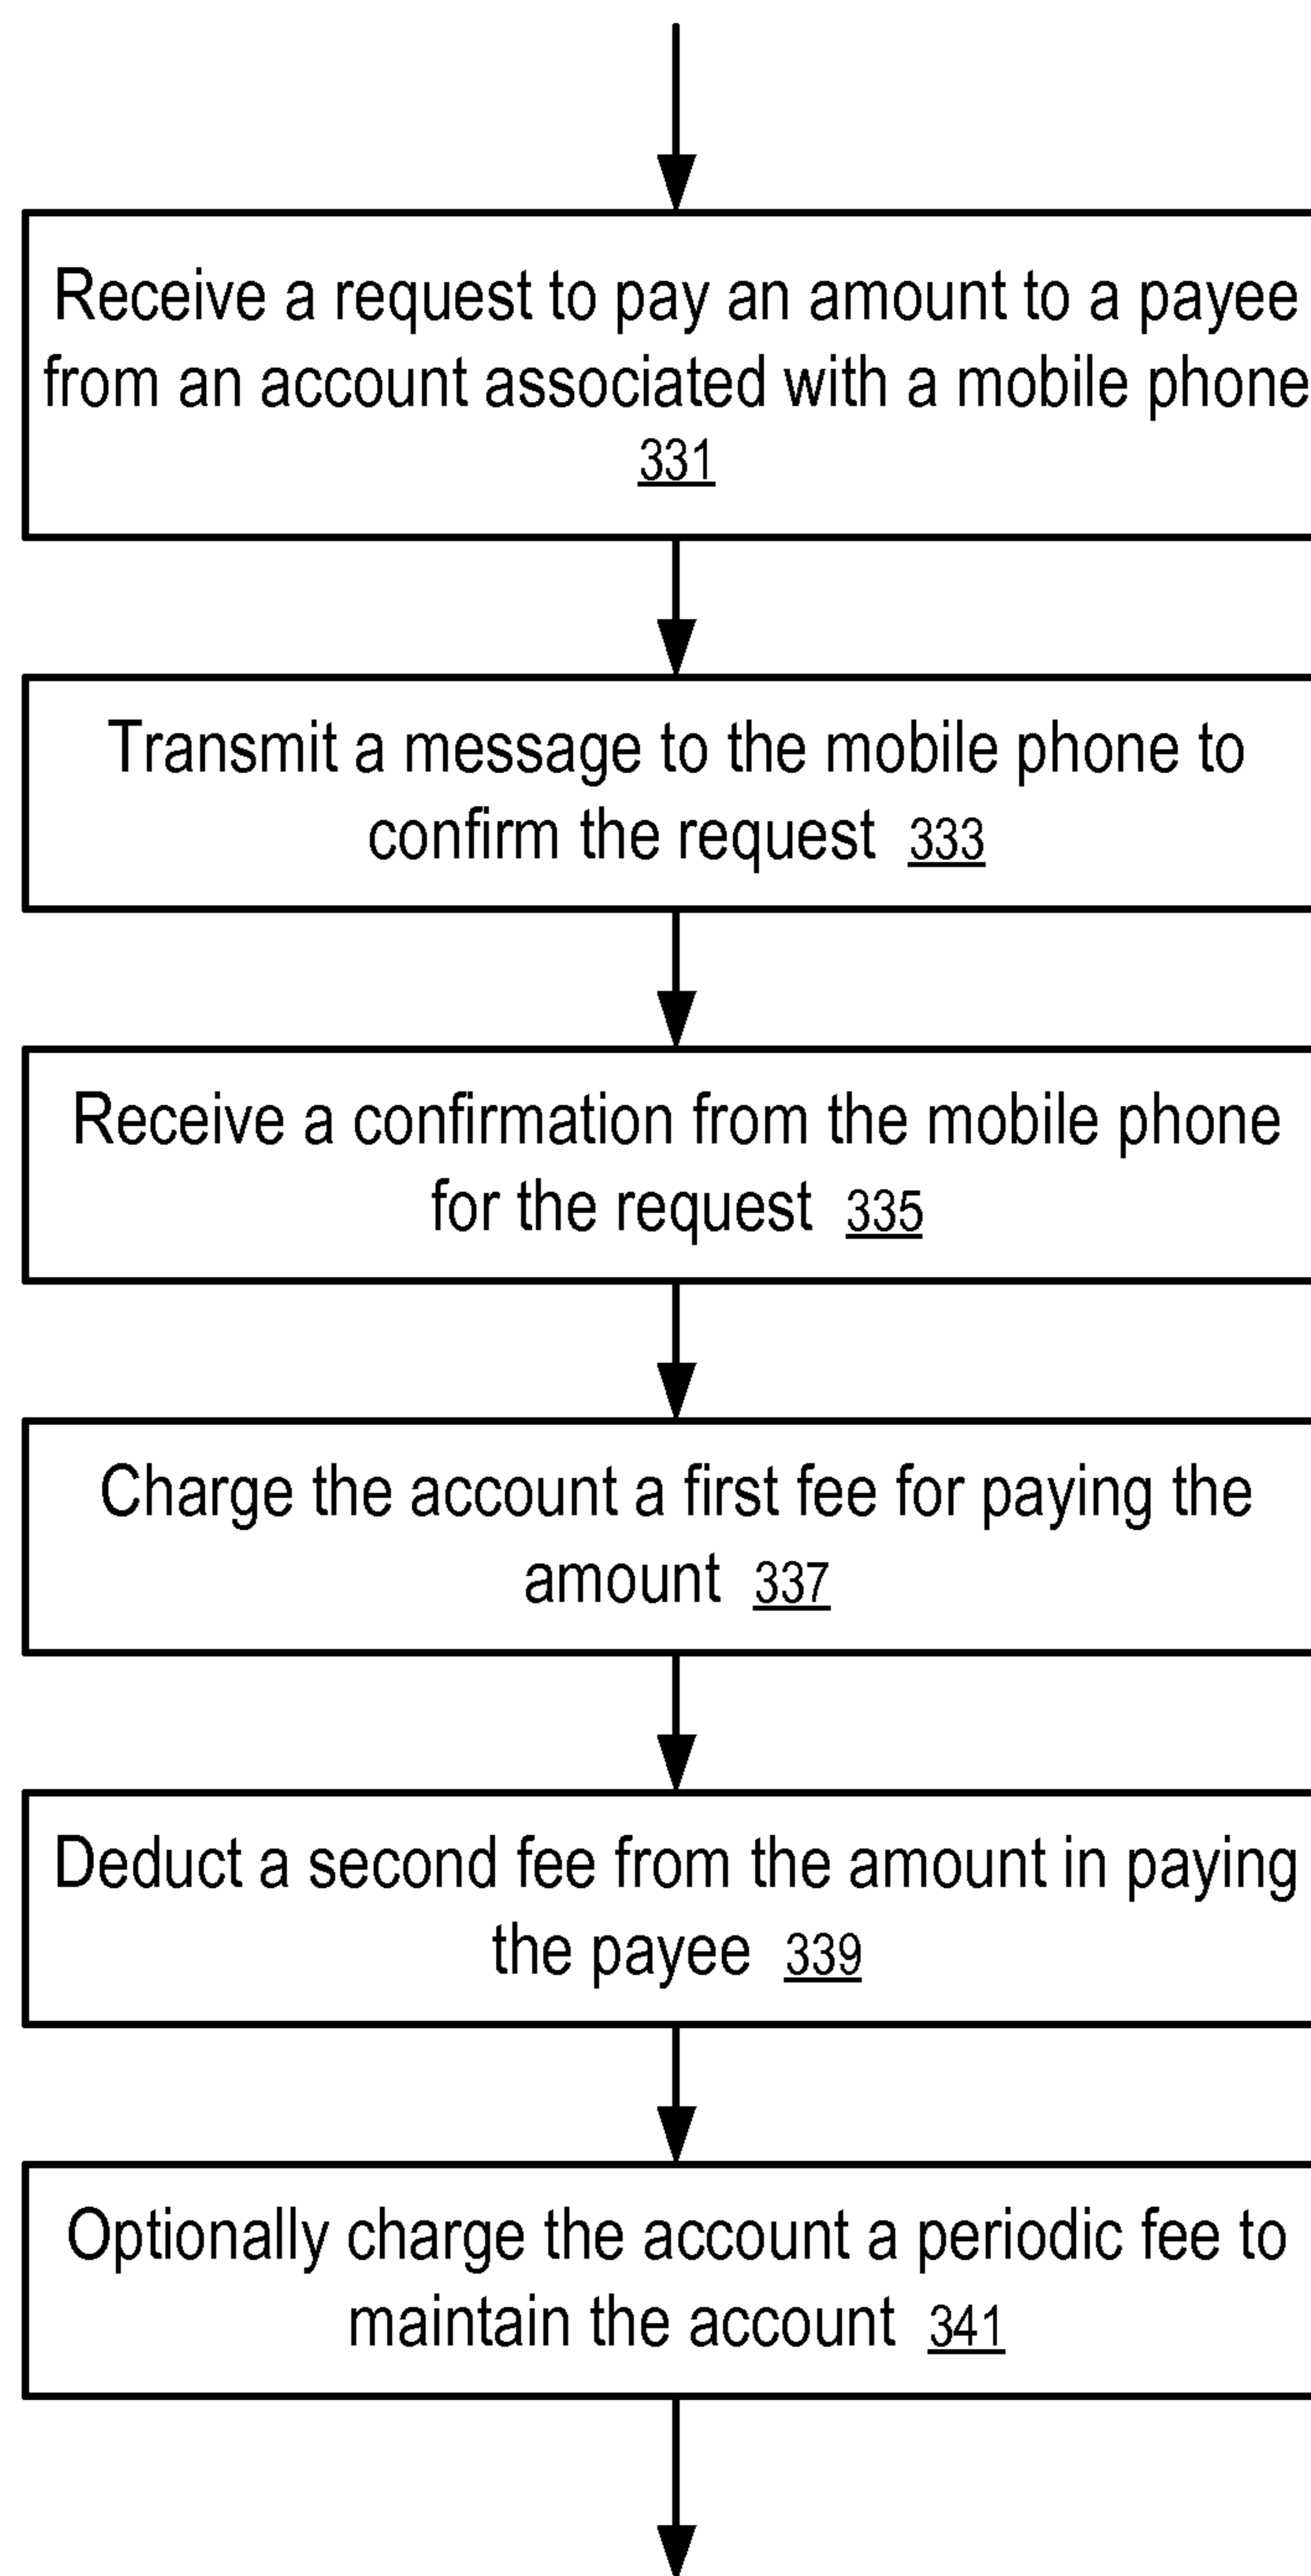 Receive a request to pay an amount to a payee
from an account associated with a mobile phone
331
Transmit a message to the mobile phone to
confirm the request 333
Receive a confirmation from the mobile phone
for the request 335
Charge the account a first fee for paying the
amount 337
Deduct a second fee from the amount in paying
the payee 339
Optionally charge the account a periodic fee to
maintain the account 341